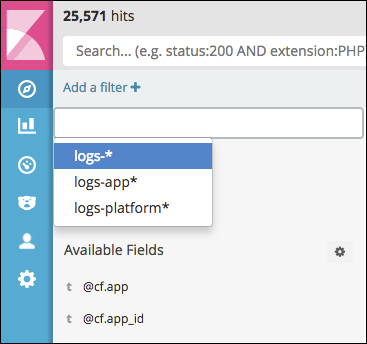 25,571 hits
Search... (e.g. status:200 AND extension:PHP
Add a filter +
logs-*
logs-app*
logs-platform*
Available Fields
t @cf.app
t @cf.app_id